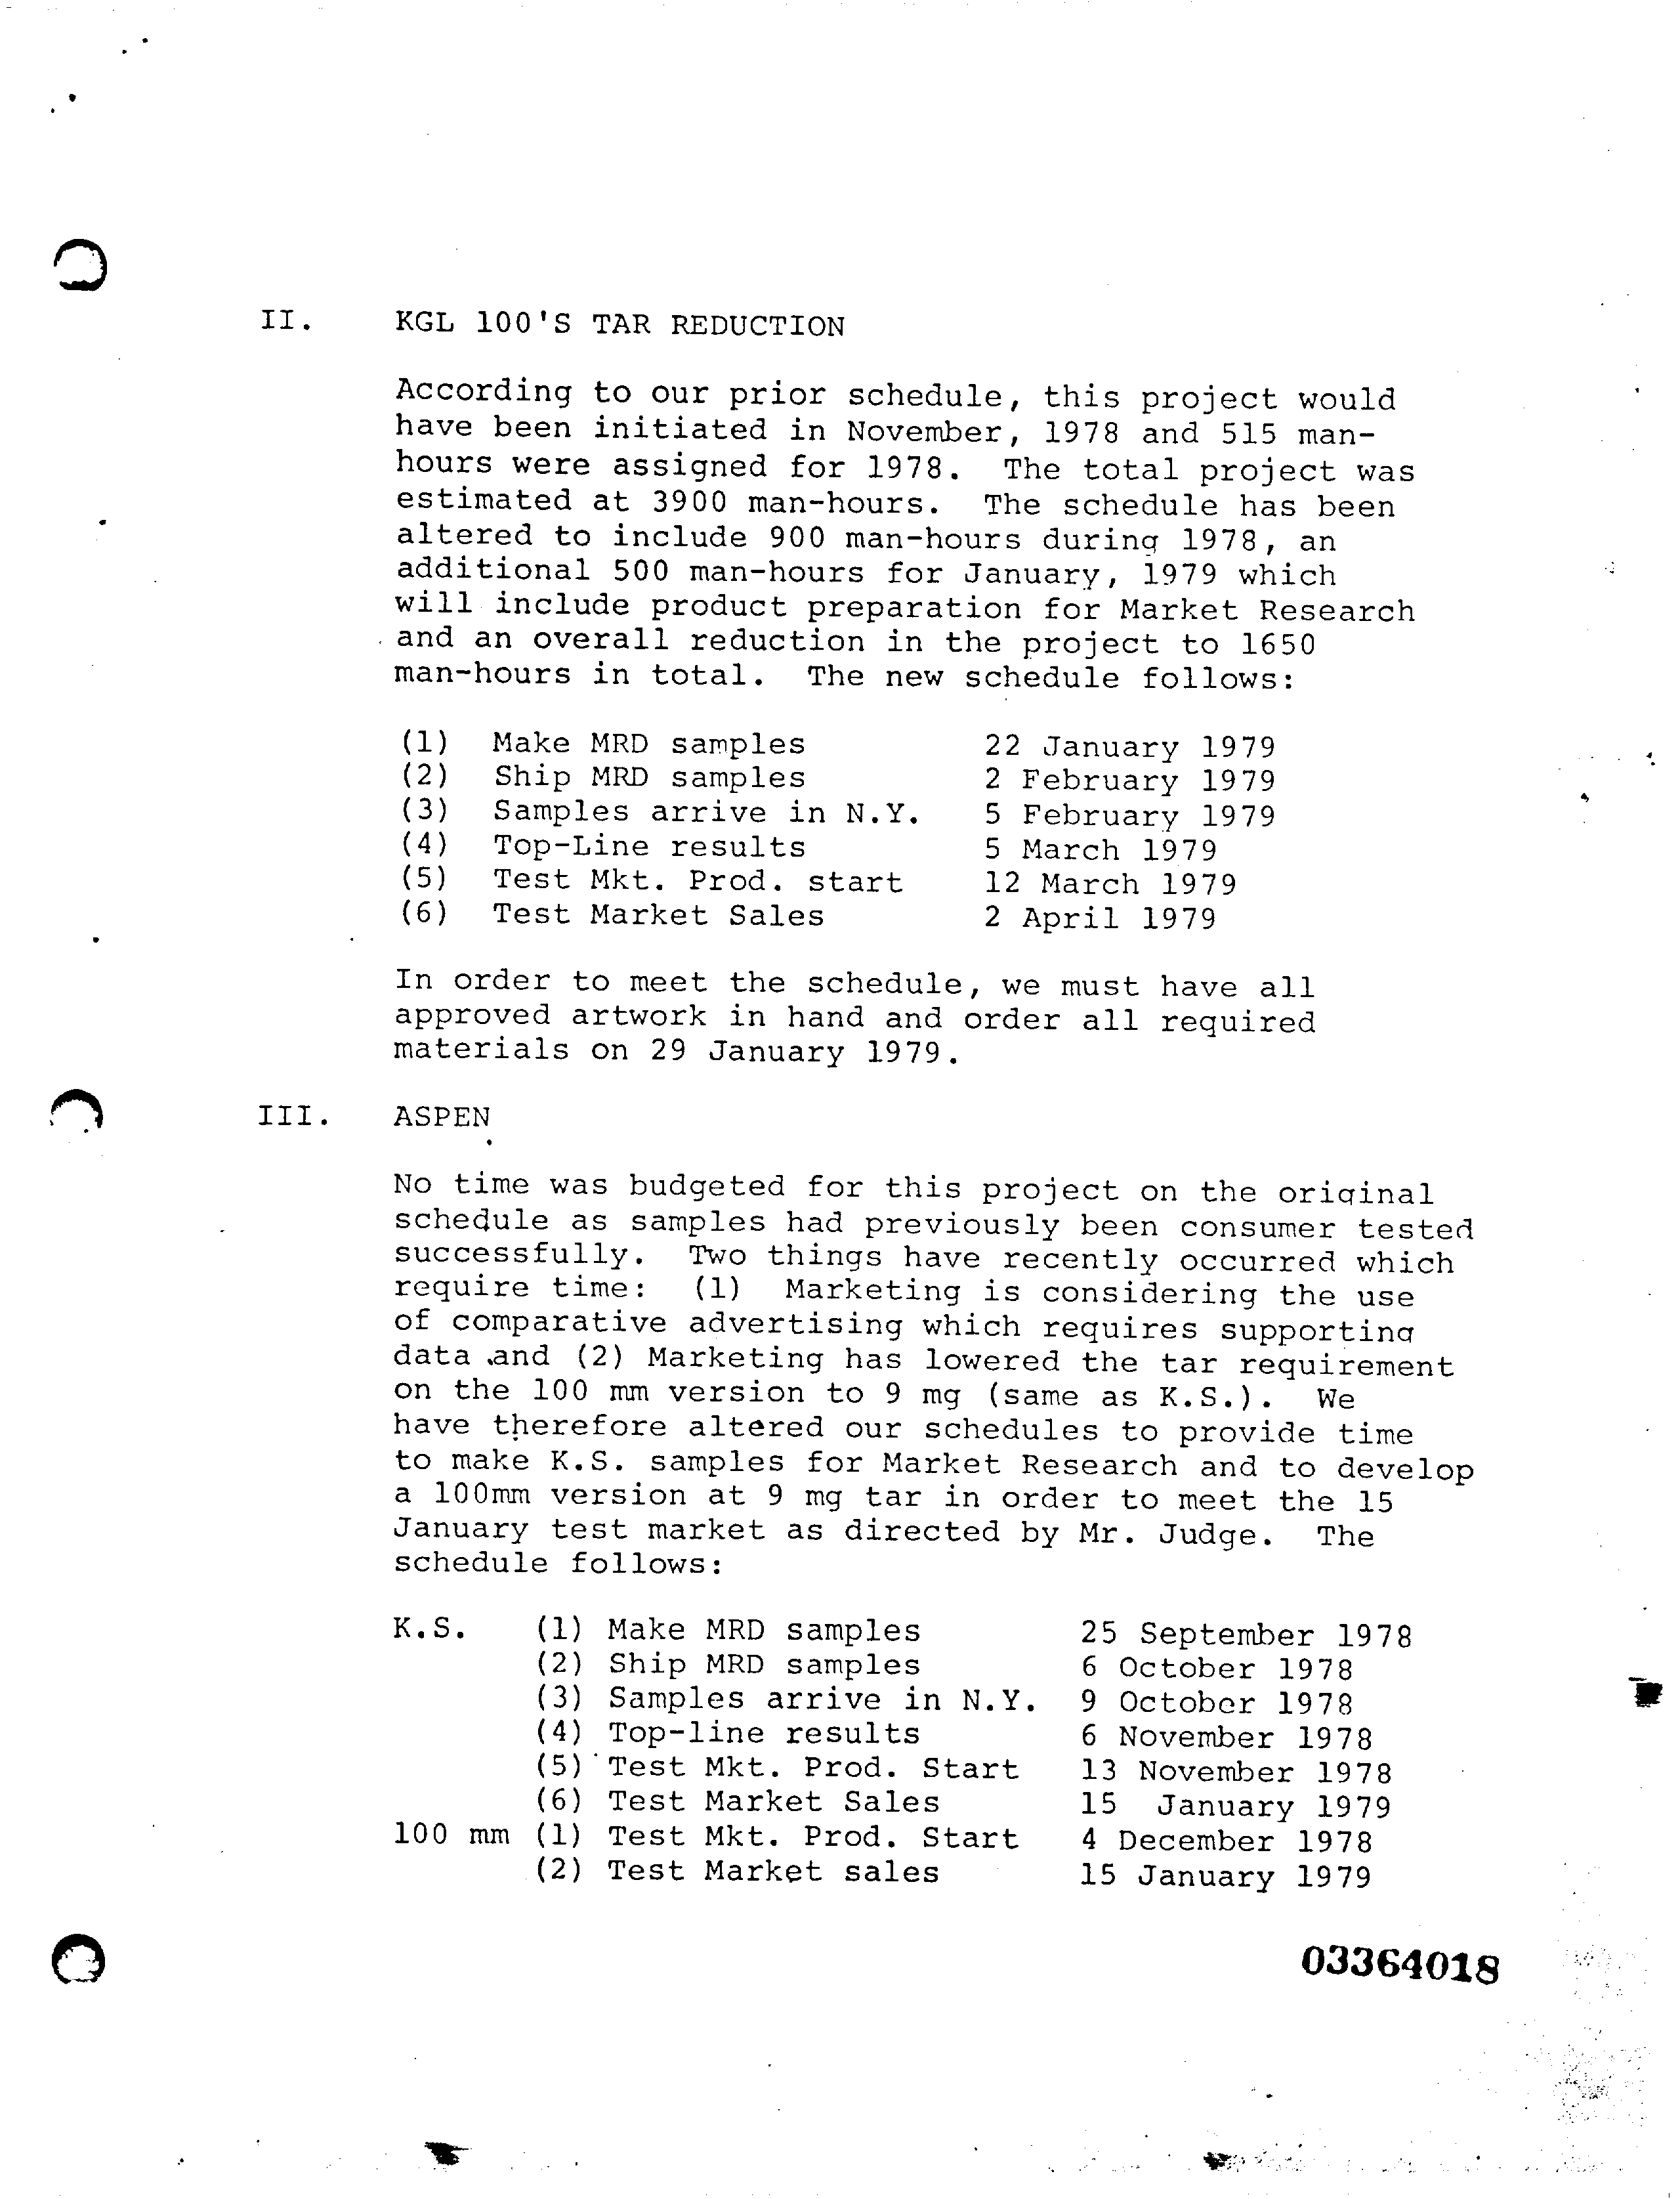 II. KGL 100'S TAR REDUCTION
According to our prior schedule, this project would
have been initiated in November, 1978 and 515 man-
hours were assigned for 1978. The total project was
estimated at 3900 man-hours. The schedule has been
altered to include 900 man-hours during 1978, an
additional 500 man-hours for January, 1979 which
will include product preparation for Market Research
and an overall reduction in the project to 1650
man-hours in total. The new schedule follows:
(1) Make MRD samples 22 January 1979
(2) Ship MRD samples 2 February 1979
(3) Samples arrive in N.Y. 5 February 1979
(4) Top-Line results 5 March 1979
(5) Test Mkt. Prod. start 12 March 1979
(6) Test Market Sales 2 April 1979
In order to meet the schedule, we must have all
approved artwork in hand and order all required
materials on 29 January 1979.
III. ASPEN
No time was budgeted for this project on the original
schedule as samples had previously been consumer tested
successfully. Two things have recently occurred which
require time: (1) Marketing is considering the use
of comparative advertising which requires supporting
data and (2) Marketing has lowered the tar requirement
on the 100 mm version to 9 mg (same as K.S.). We
have therefore altered our schedules to provide time
to make K.S. samples for Market Research and to develop
a 100mm version at 9 mg tar in order to meet the 15
January test market as directed by Mr. Judge. The
schedule follows:
K.S. (1) Make MRD samples 25 September 1978
(2) Ship MRD samples 6 October 1978
(3) Samples arrive in N.Y. 9 October 1978
(4) Top-line results 6 November 1978
(5) Test Mkt. Prod. Start 13 November 1978
(6) Test Market Sales 15 January 1979
100 mm (1) Test Mkt. Prod. Start 4 December 1978
(2) Test Market sales 15 January 1979
03364018